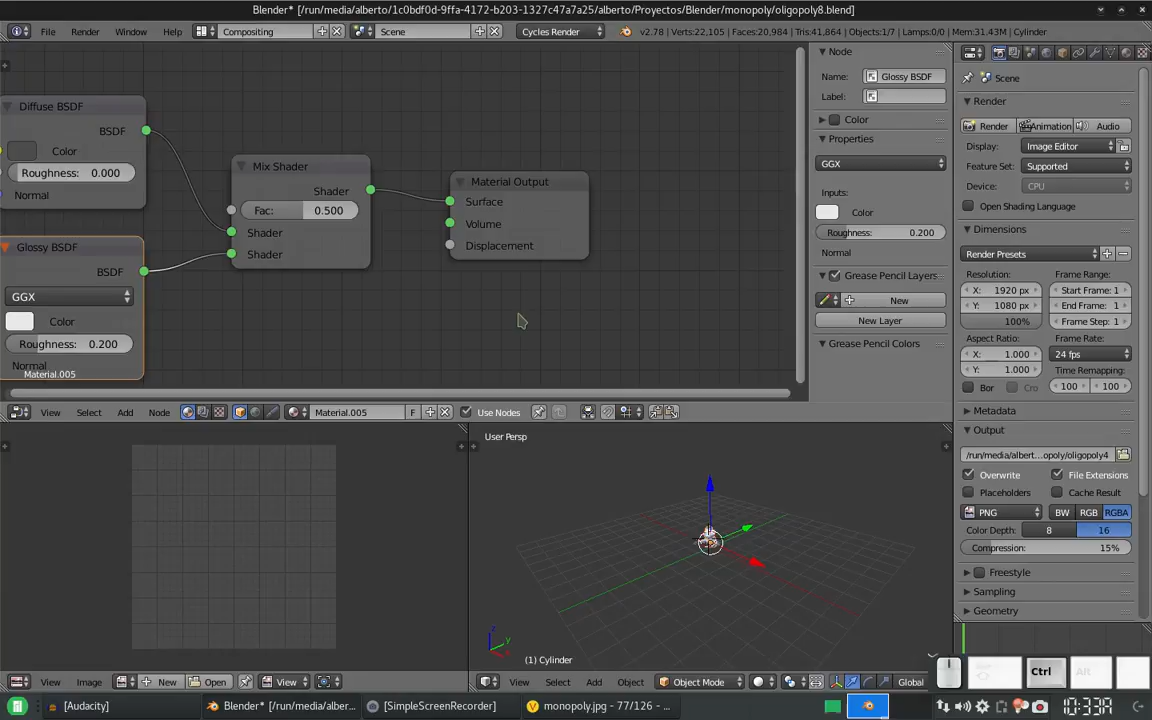 Blender* [/run/media/alberto/1c0bdf0d-9ffa-4172-b203-1327c47a7a25/alberto/Proyectos/Blender/monopoly/oligopoly8.blend]
File Render Window Help Compositing Scene Cycles Render v2.78 | Verts:22,105 | Faces:20,984 | Tris:41,864 | Objects:1/7 | Lamps:0/0 | Mem:31.43M | Cylinder
Diffuse BSDF
BSDF
Color
Roughness: 0.000
Normal
Glossy BSDF
BSDF
GGX
Color
Roughness: 0.200
Normal
Material.005
Mix Shader
Shader
Fac: 0.500
Shader
Shader
Material Output
Surface
Volume
Displacement
Node
Name: Glossy BSDF
Label:
Color
Properties
GGX
Inputs:
Color
Roughness: 0.200
Normal
Grease Pencil Layers
New
New Layer
Grease Pencil Colors
Scene
Render
Render Animation Audio
Display: Image Editor
Feature Set: Supported
Device: CPU
Open Shading Language
Dimensions
Render Presets
Resolution: Frame Range:
X: 1920 px Start Frame: 1
Y: 1080 px End Frame: 1
100% Frame Step: 1
Aspect Ratio: Frame Rate:
X: 1.000 24 fps
Y: 1.000 Time Remapping:
Bor Cro 100 100
Metadata
Output
/run/media/albert...opoly/oligopoly4
Overwrite File Extensions
Placeholders Cache Result
PNG BW RGB RGBA
Color Depth: 8 16
Compression: 15%
Freestyle
Sampling
Geometry
View Select Add Node Material.005 F Use Nodes
User Persp
z
y
(1) Cylinder
View Image New Open View
View Select Add Object Object Mode Global
Ctrl Alt
[Audacity] Blender* [/run/media/alber... [SimpleScreenRecorder] monopoly.jpg - 77/126 - ...